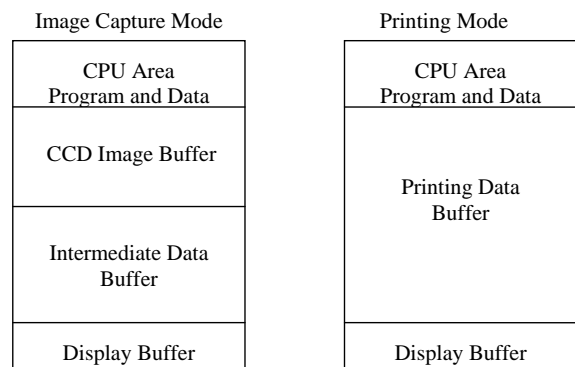 Image Capture Mode
CPU Area
Program and Data
CCD Image Buffer
Intermediate Data
Buffer
Display Buffer
Printing Mode
CPU Area
Program and Data
Printing Data
Buffer
Display Buffer